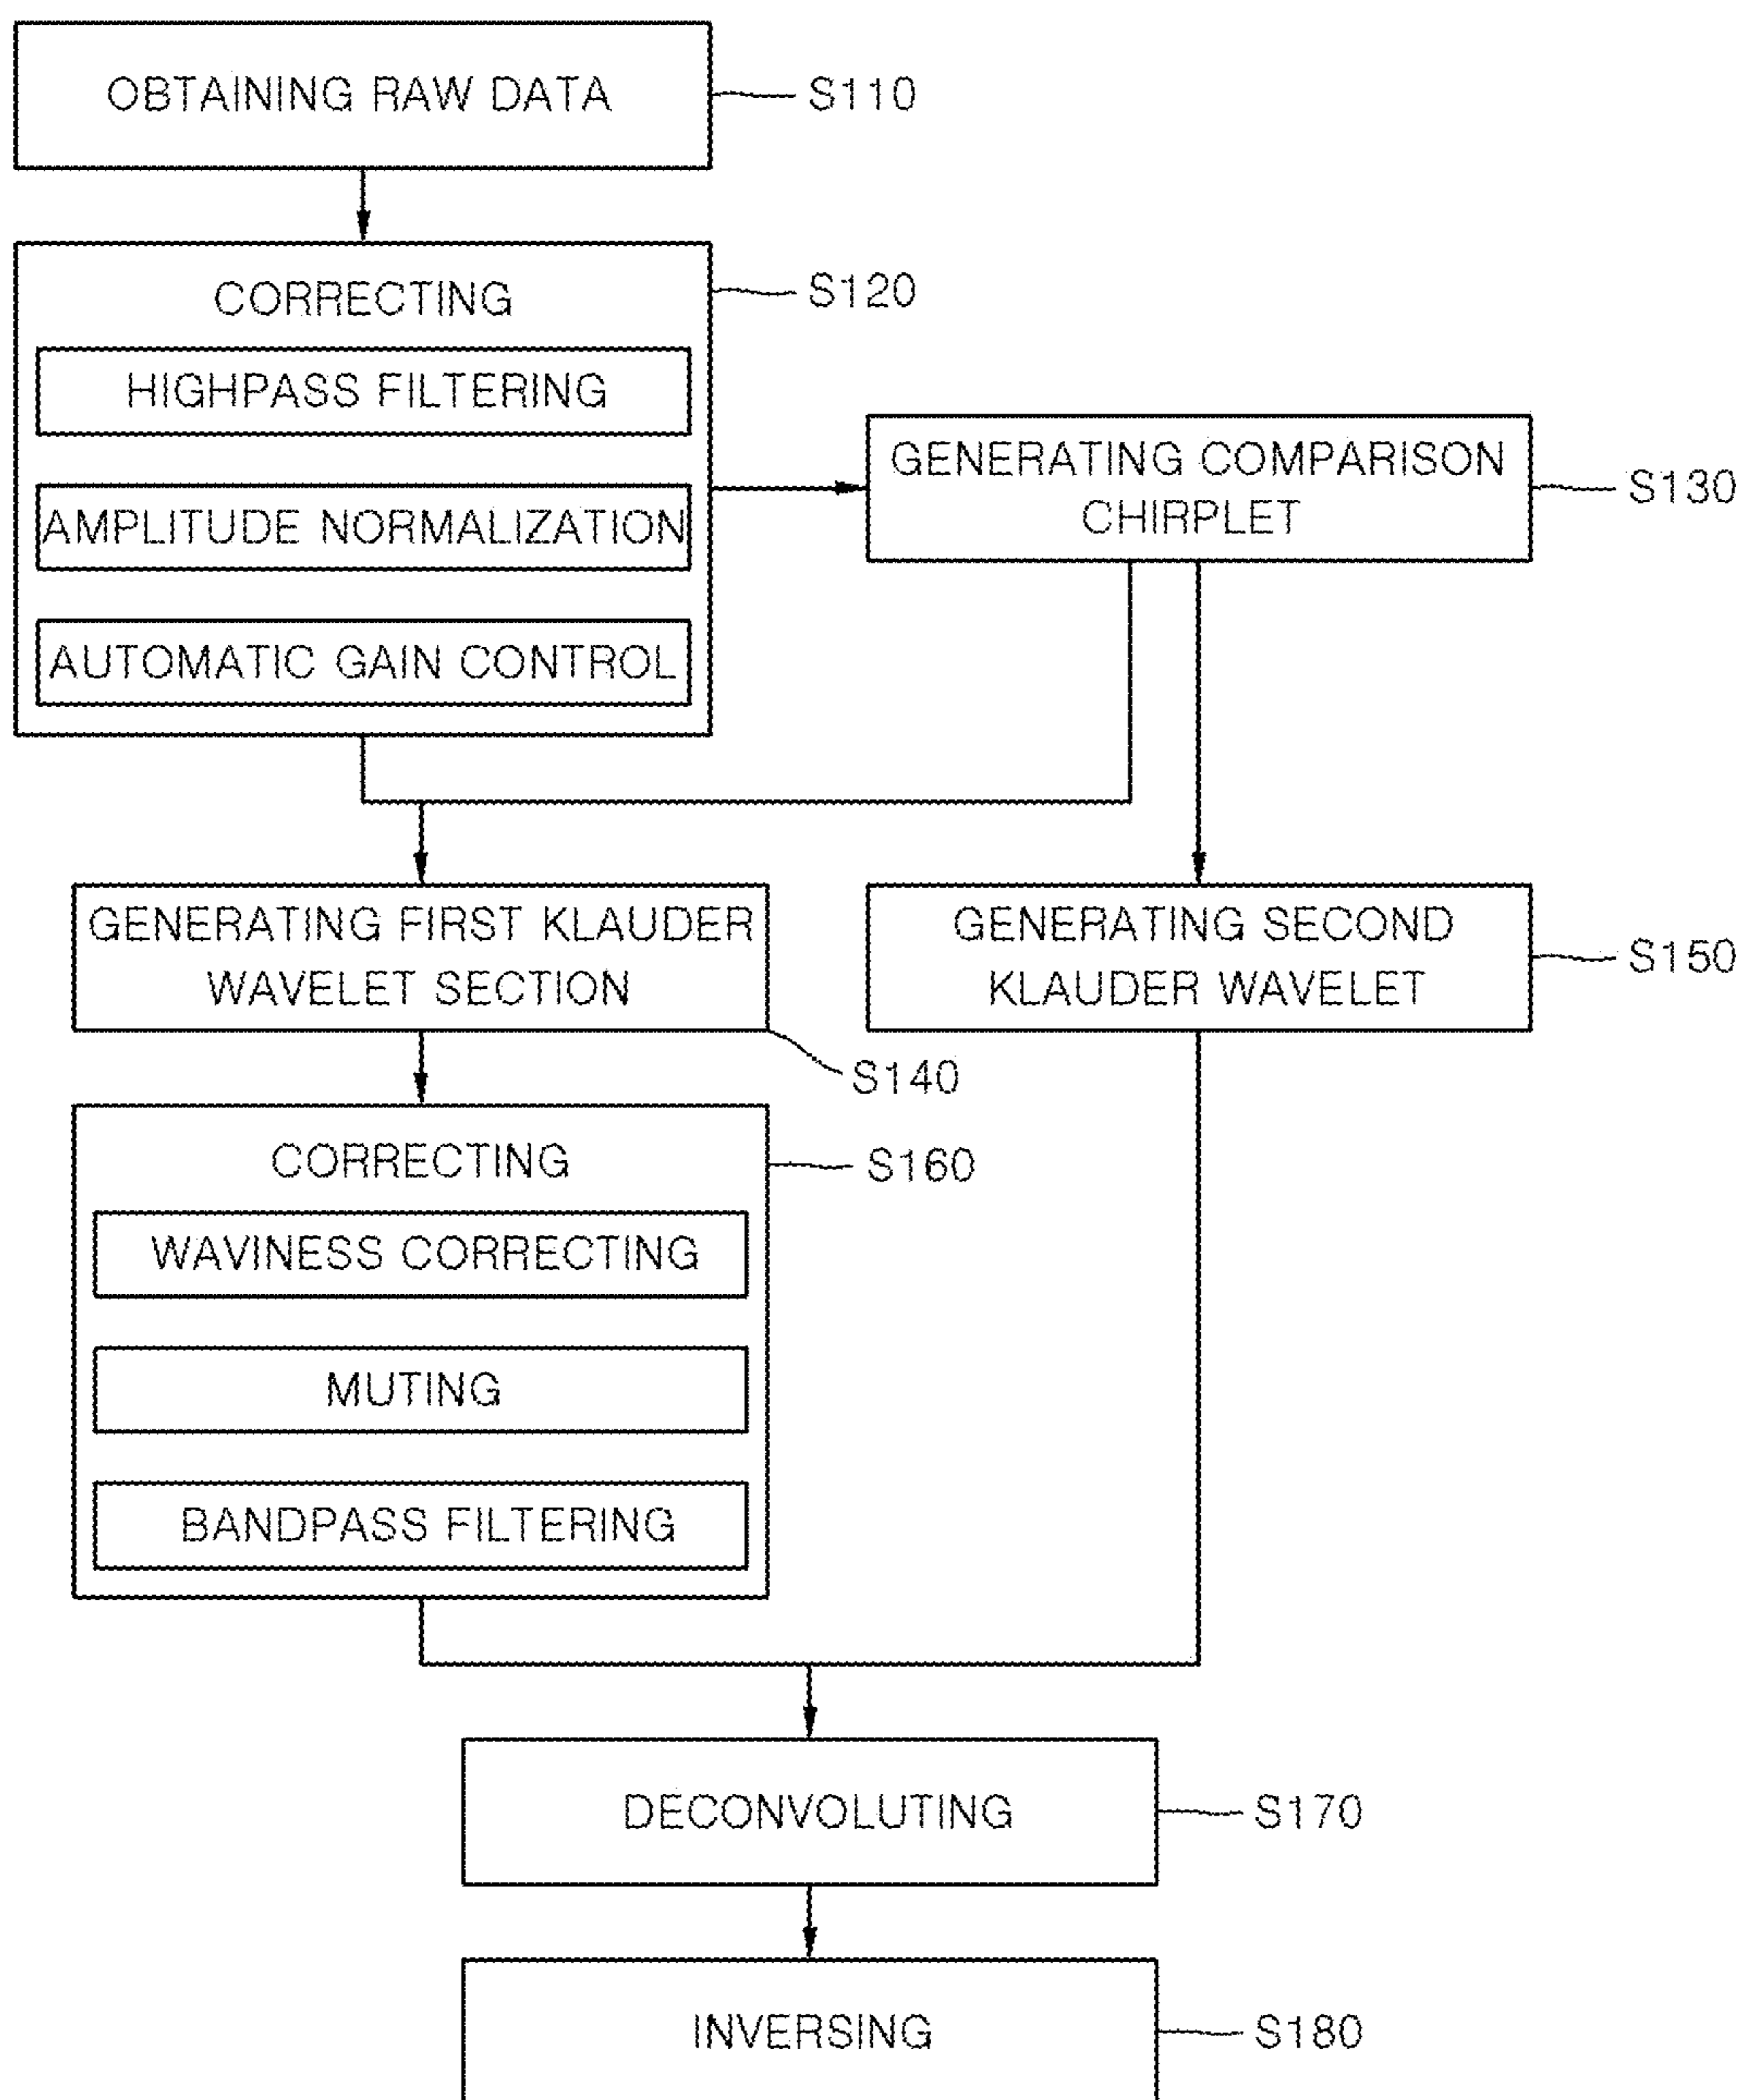 OBTAINING RAW DATA
S110
CORRECTING
S120
HIGHPASS FILTERING
AMPLITUDE NORMALIZATION
AUTOMATIC GAIN CONTROL
GENERATING COMPARISON
CHIRPLET
S130
GENERATING FIRST KLAUDER
WAVELET SECTION
S140
GENERATING SECOND
KLAUDER WAVELET
S150
CORRECTING
S160
WAVINESS CORRECTING
MUTING
BANDPASS FILTERING
DECONVOLUTING
S170
INVERSING
S180